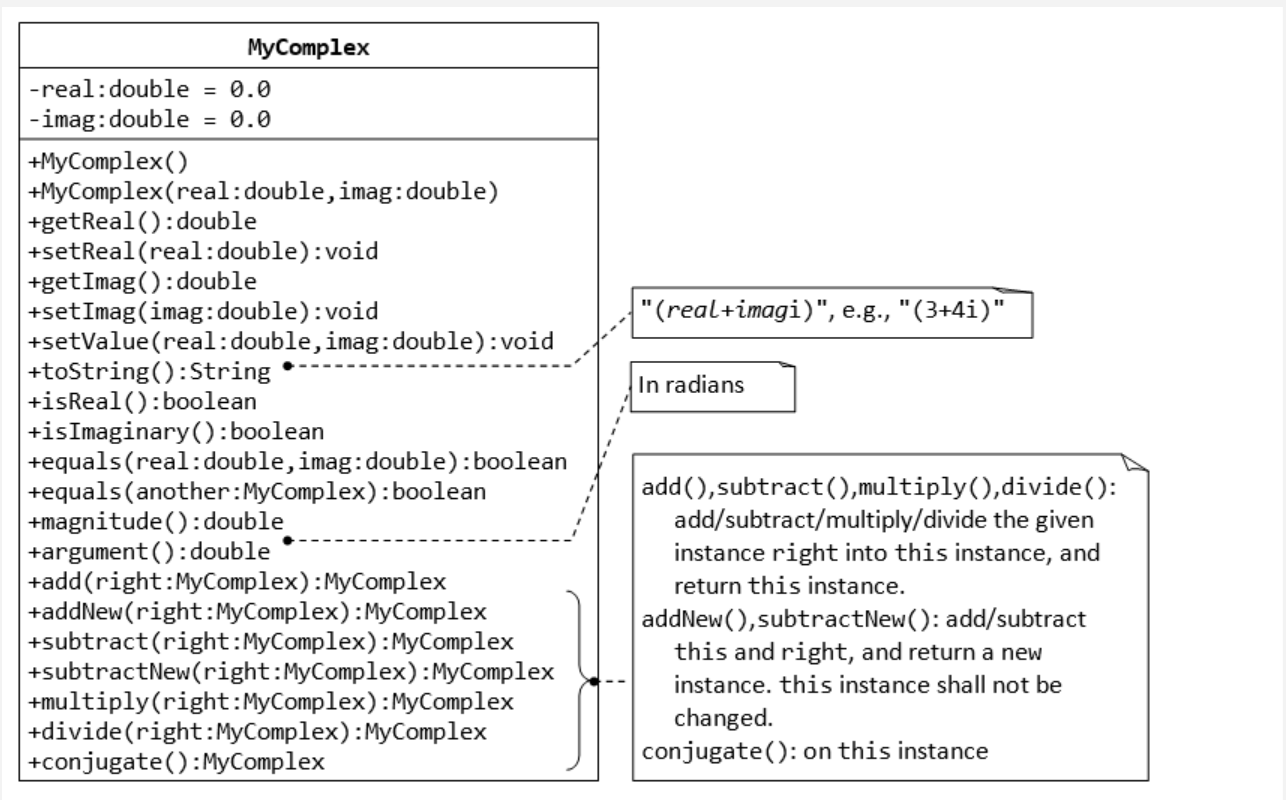 MyComplex
-real:double = 0.0
-imag:double = 0.0
+MyComplex()
+MyComplex(real:double,imag:double)
+getReal():double
+setReal(real:double):void
+getImag():double
+setImag(imag:double):void
+setValue(real:double,imag:double):void
+toString():String
+isReal():boolean
+isImaginary():boolean
+equals(real:double,imag:double):boolean
+equals(another:MyComplex):boolean
+magnitude():double
+argument():double
+add(right:MyComplex):MyComplex
+addNew(right:MyComplex):MyComplex
+subtract(right:MyComplex):MyComplex
+subtractNew(right:MyComplex):MyComplex
+multiply(right:MyComplex):MyComplex
+divide(right:MyComplex):MyComplex
+conjugate():MyComplex
"(real+imagi)", e.g., "(3+4i)"
In radians
add(),subtract(),multiply(),divide():
add/subtract/multiply/divide the given
instance right into this instance, and
return this instance.
addNew(),subtractNew(): add/subtract
this and right, and return a new
instance. this instance shall not be
changed.
conjugate(): on this instance